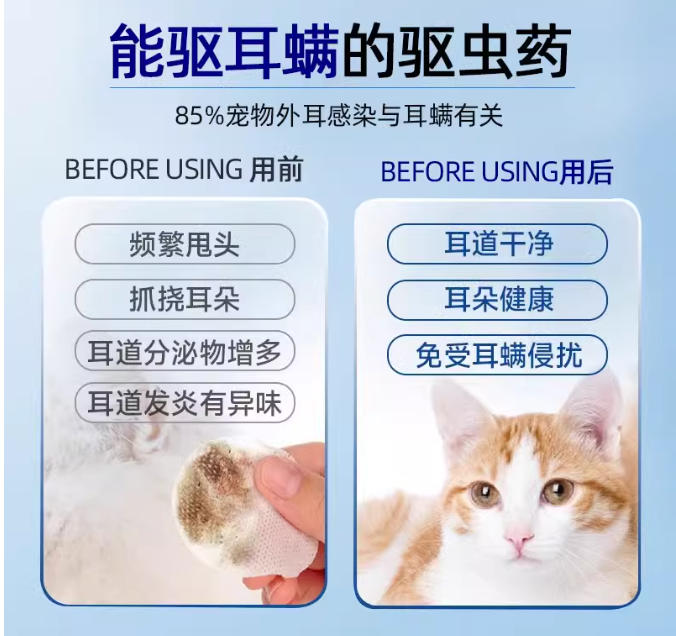 能驱耳螨的驱虫药
85%宠物外耳感染与耳螨有关
BEFORE USING 用前
BEFORE USING用后
频繁甩头
抓挠耳朵
耳道分泌物增多
耳道发炎有异味
耳道干净
耳朵健康
免受耳螨侵扰